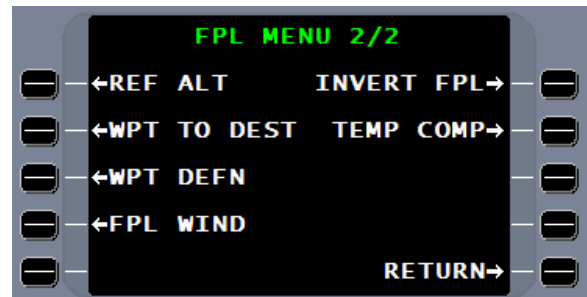 FPL MENU 2/2
←REF ALT INVERT FPL→
←WPT TO DEST TEMP COMP→
←WPT DEFN
←FPL WIND
RETURN→